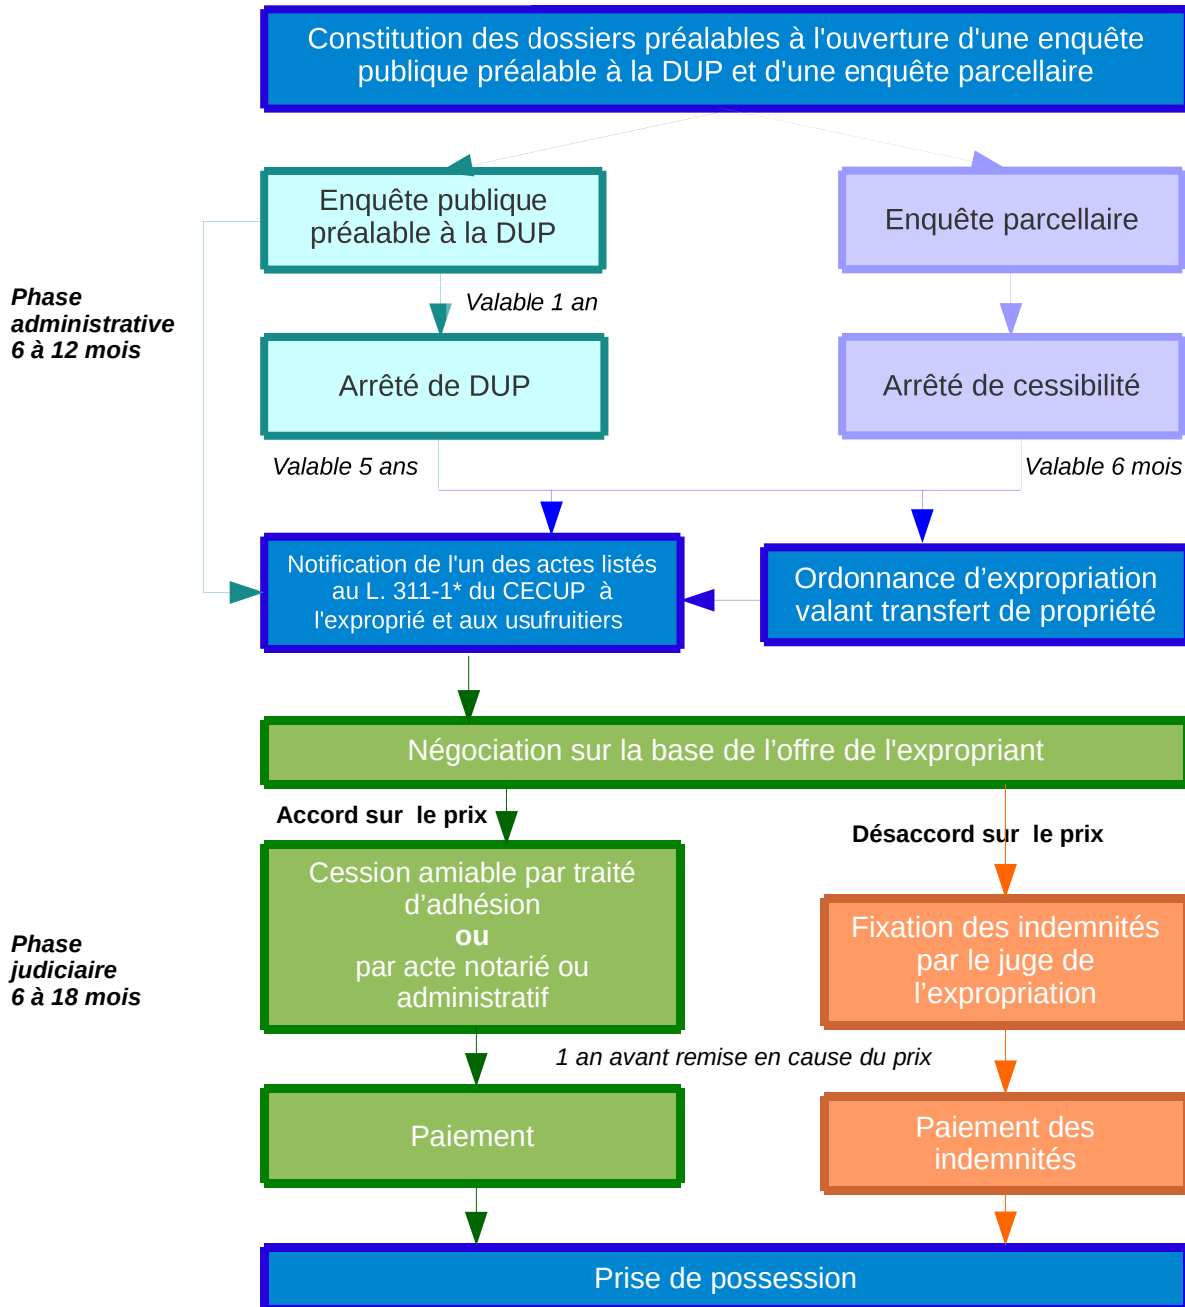 Constitution des dossiers préalables à l'ouverture d'une enquête
publique préalable à la DUP et d'une enquête parcellaire
Enquête publique
préalable à la DUP
Enquête parcellaire
Phase
administrative
6 à 12 mois
Valable 1 an
Arrêté de DUP
Arrêté de cessibilité
Valable 5 ans
Valable 6 mois
Notification de l'un des actes listés
au L. 311-1* du CECUP à
l'exproprié et aux usufruitiers
Ordonnance d’expropriation
valant transfert de propriété
Négociation sur la base de l’offre de l'expropriant
Accord sur le prix
Désaccord sur le prix
Cession amiable par traité
d’adhésion
ou
par acte notarié ou
administratif
Fixation des indemnités
par le juge de
l’expropriation
Phase
judiciaire
6 à 18 mois
1 an avant remise en cause du prix
Paiement
Paiement des
indemnités
Prise de possession